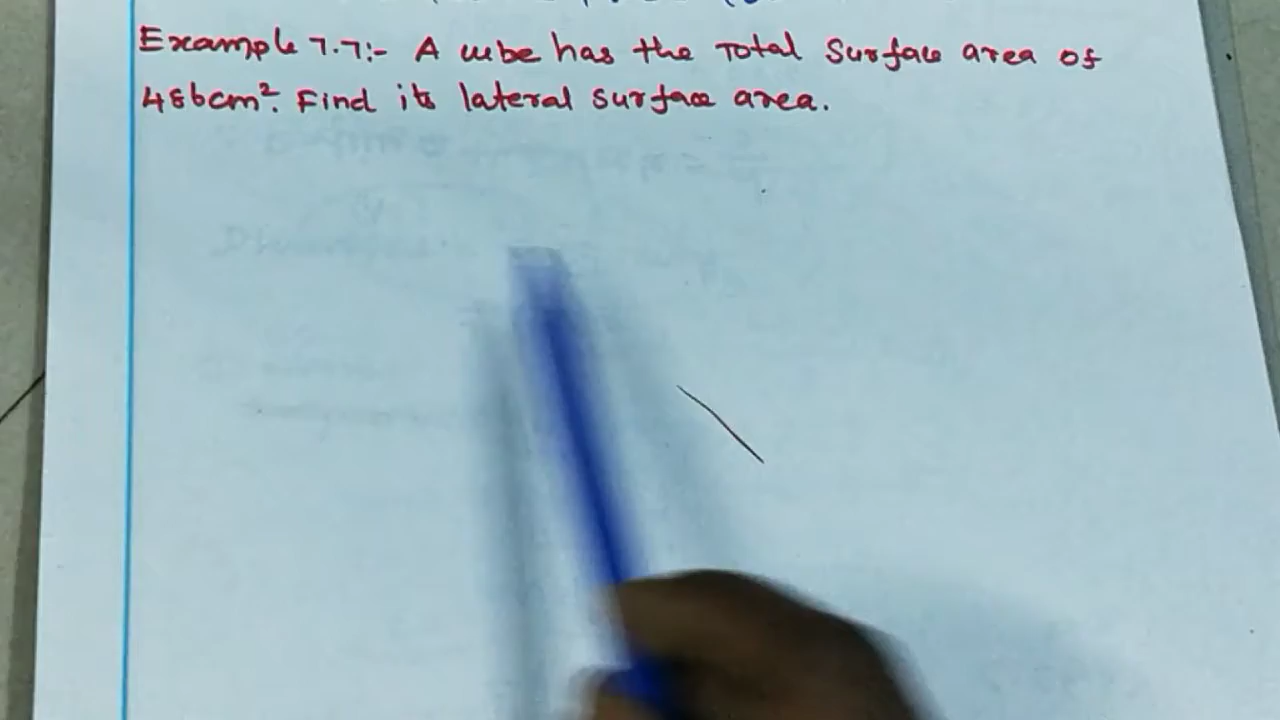 Example 7.7:- A cube has the Total Surface area of
486cm². Find its lateral surface area.